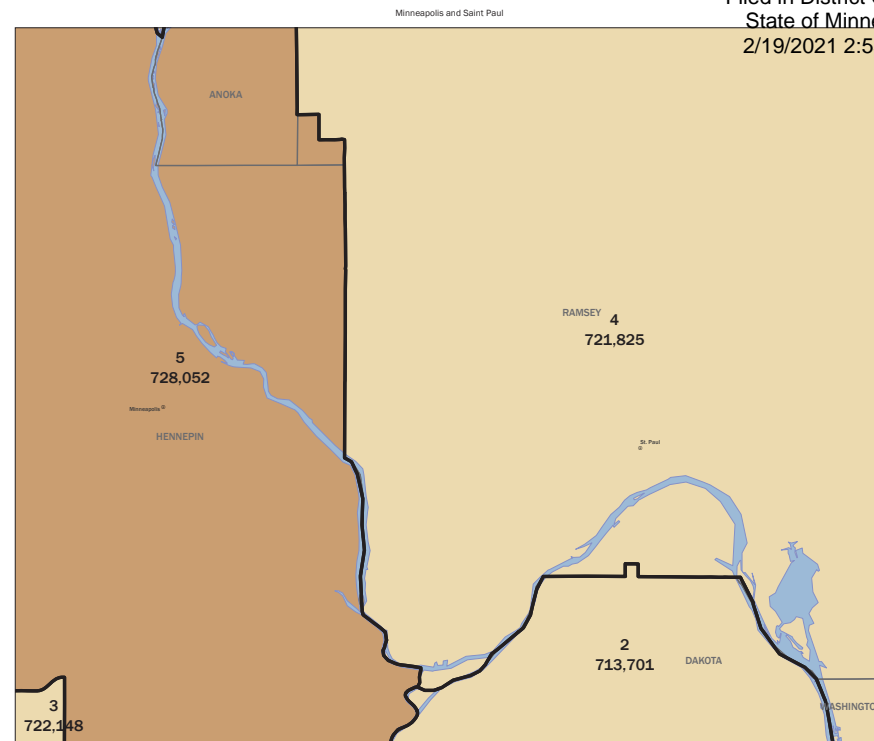 Minneapolis and Saint Paul
State of Minne
2/19/2021 2:5
ANOKA
RAMSEY
4
721,825
5
728,052
Minneapolis
HENNEPIN
St. Paul
2
713,701
DAKOTA
3
722,148
WASHINGTO